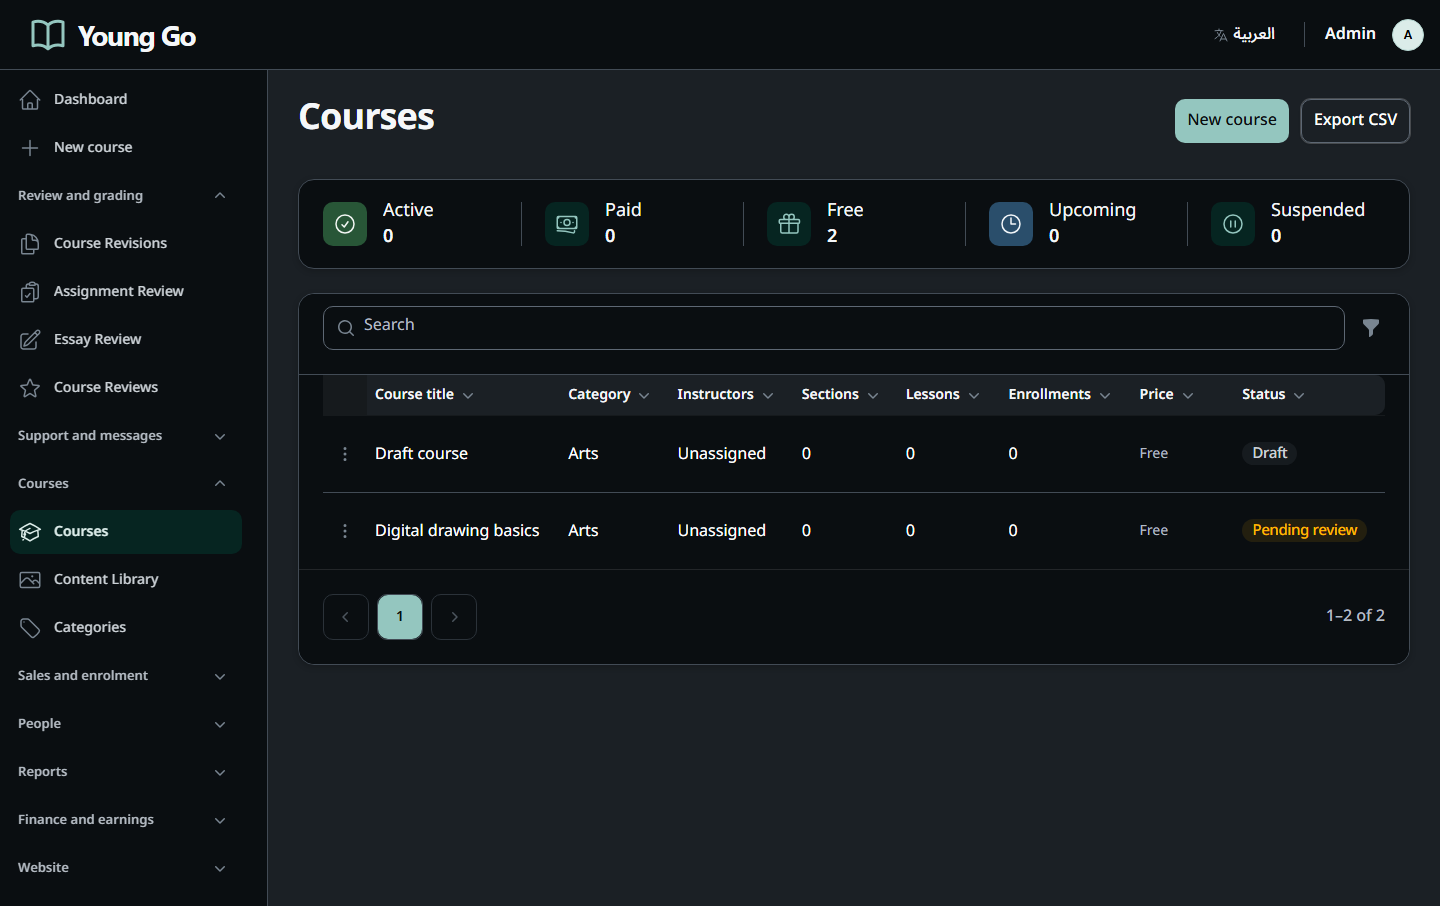 Young Go
العربية
Admin
A
Dashboard
New course
Review and grading
Course Revisions
Assignment Review
Essay Review
Course Reviews
Support and messages
Courses
Courses
Content Library
Categories
Sales and enrolment
People
Reports
Finance and earnings
Website
Courses
New course
Export CSV
Active
0
Paid
0
Free
2
Upcoming
0
Suspended
0
Search
Course title Category Instructors Sections Lessons Enrollments Price Status
Draft course Arts Unassigned 0 0 0 Free Draft
Digital drawing basics Arts Unassigned 0 0 0 Free Pending review
1
1–2 of 2